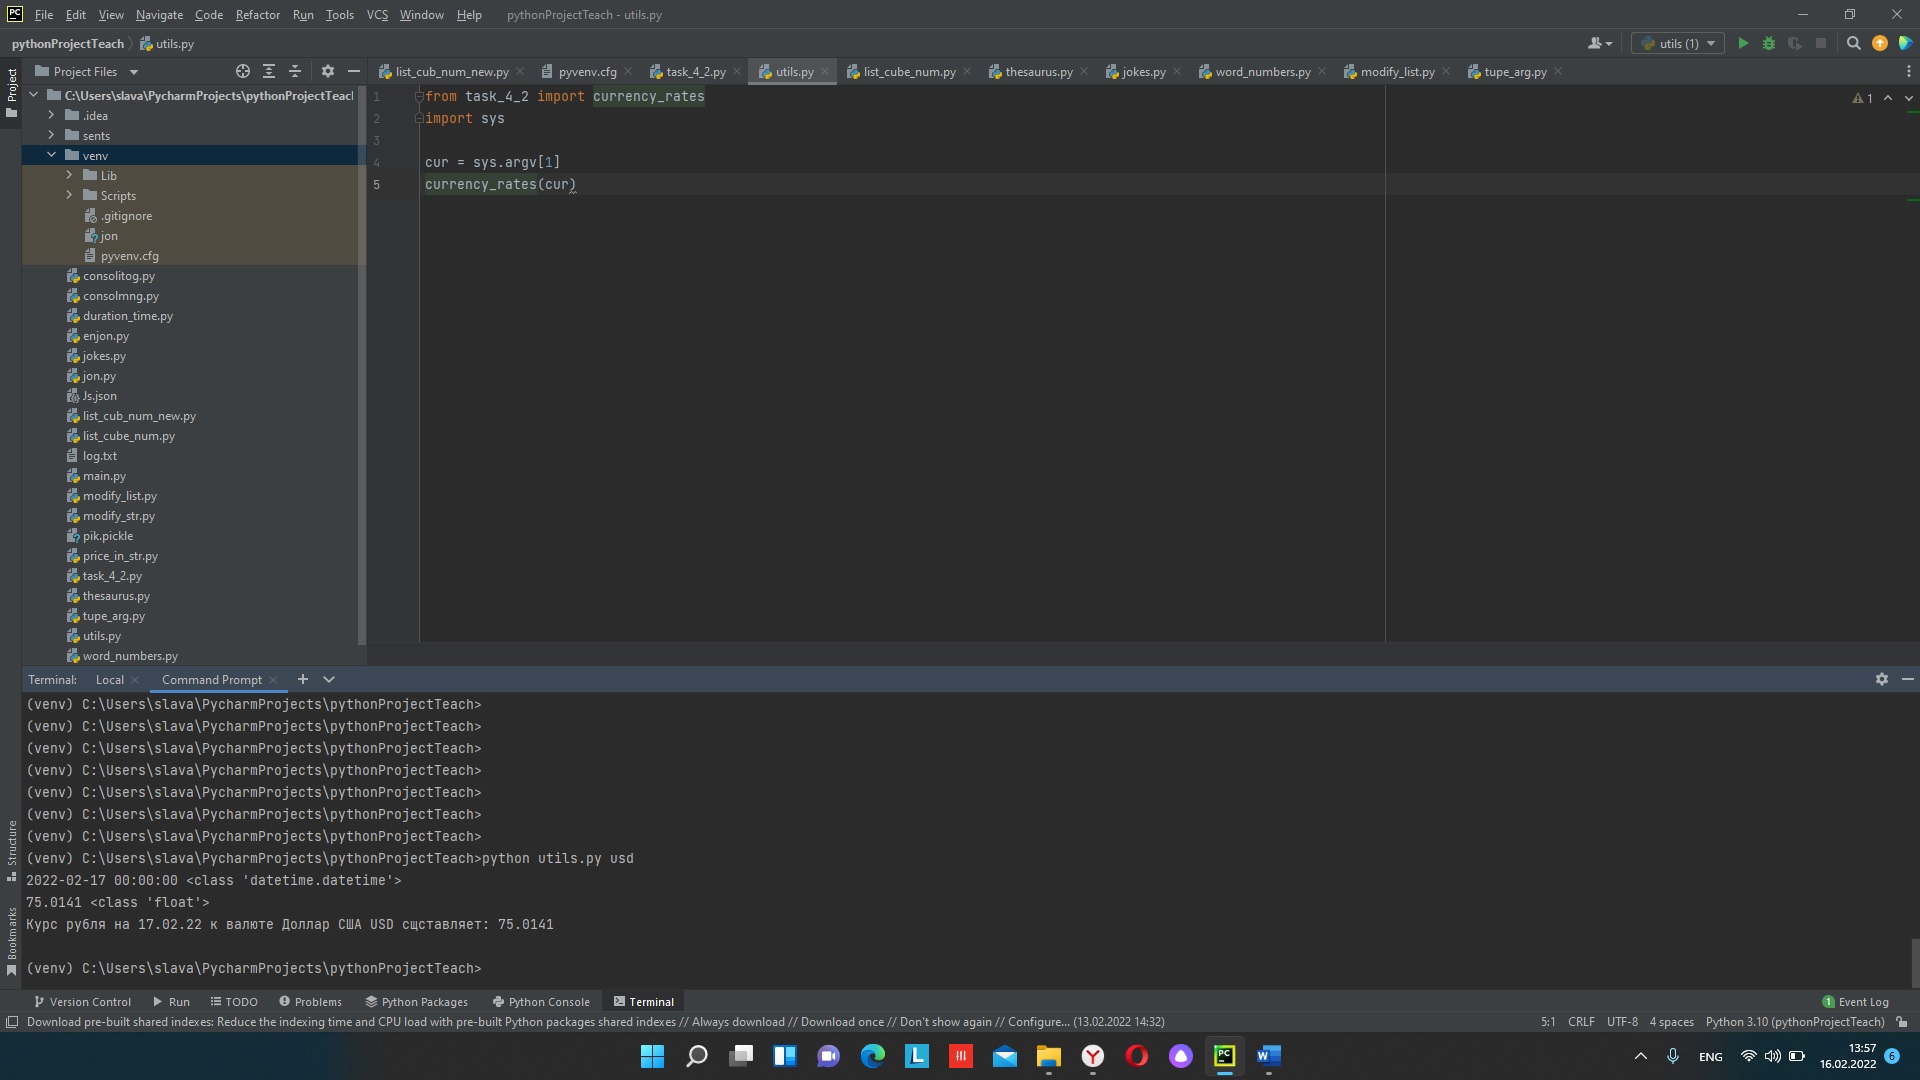 PC File Edit View Navigate Code Refactor Run Tools VCS Window Help pythonProjectTeach - utils.py
pythonProjectTeach utils.py utils (1)
Project Project Files list_cub_num_new.py pyvenv.cfg task_4_2.py utils.py list_cube_num.py thesaurus.py jokes.py word_numbers.py modify_list.py tupe_arg.py
C:\Users\slava\PycharmProjects\pythonProjectTeacl
.idea
sents
venv
Lib
Scripts
.gitignore
jon
pyvenv.cfg
consolitog.py
consolmng.py
duration_time.py
enjon.py
jokes.py
jon.py
Js.json
list_cub_num_new.py
list_cube_num.py
log.txt
main.py
modify_list.py
modify_str.py
pik.pickle
price_in_str.py
task_4_2.py
thesaurus.py
tupe_arg.py
utils.py
word_numbers.py
1 from task_4_2 import currency_rates
2 import sys
3
4 cur = sys.argv[1]
5 currency_rates(cur)
1
Terminal: Local Command Prompt
(venv) C:\Users\slava\PycharmProjects\pythonProjectTeach>
(venv) C:\Users\slava\PycharmProjects\pythonProjectTeach>
(venv) C:\Users\slava\PycharmProjects\pythonProjectTeach>
(venv) C:\Users\slava\PycharmProjects\pythonProjectTeach>
(venv) C:\Users\slava\PycharmProjects\pythonProjectTeach>
(venv) C:\Users\slava\PycharmProjects\pythonProjectTeach>
(venv) C:\Users\slava\PycharmProjects\pythonProjectTeach>
(venv) C:\Users\slava\PycharmProjects\pythonProjectTeach>python utils.py usd
2022-02-17 00:00:00 <class 'datetime.datetime'>
75.0141 <class 'float'>
Курс рубля на 17.02.22 к валюте Доллар США USD сщставляет: 75.0141
(venv) C:\Users\slava\PycharmProjects\pythonProjectTeach>
Structure
Bookmarks
Version Control Run TODO Problems Python Packages Python Console Terminal 1 Event Log
Download pre-built shared indexes: Reduce the indexing time and CPU load with pre-built Python packages shared indexes // Always download // Download once // Don't show again // Configure... (13.02.2022 14:32) 5:1 CRLF UTF-8 4 spaces Python 3.10 (pythonProjectTeach)
L Y PC W ENG 13:57 6
16.02.2022